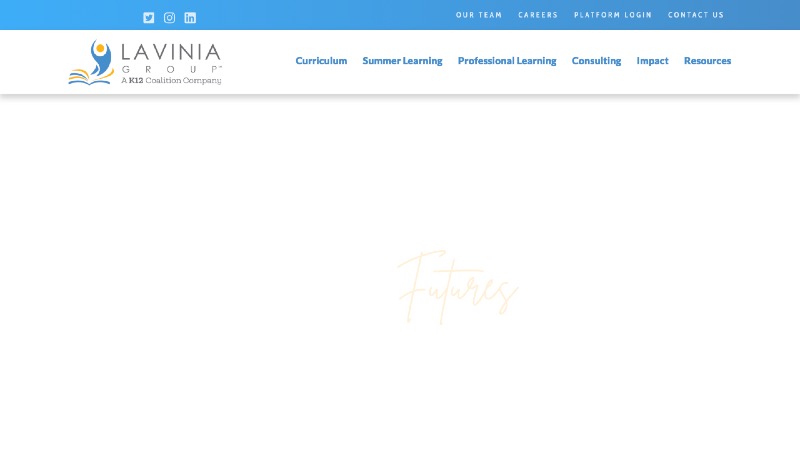 OUR TEAM CAREERS PLATFORM LOGIN CONTACT US
LAVINIA
GROUP™
A K12 Coalition Company
Curriculum Summer Learning Professional Learning Consulting Impact Resources
Futures